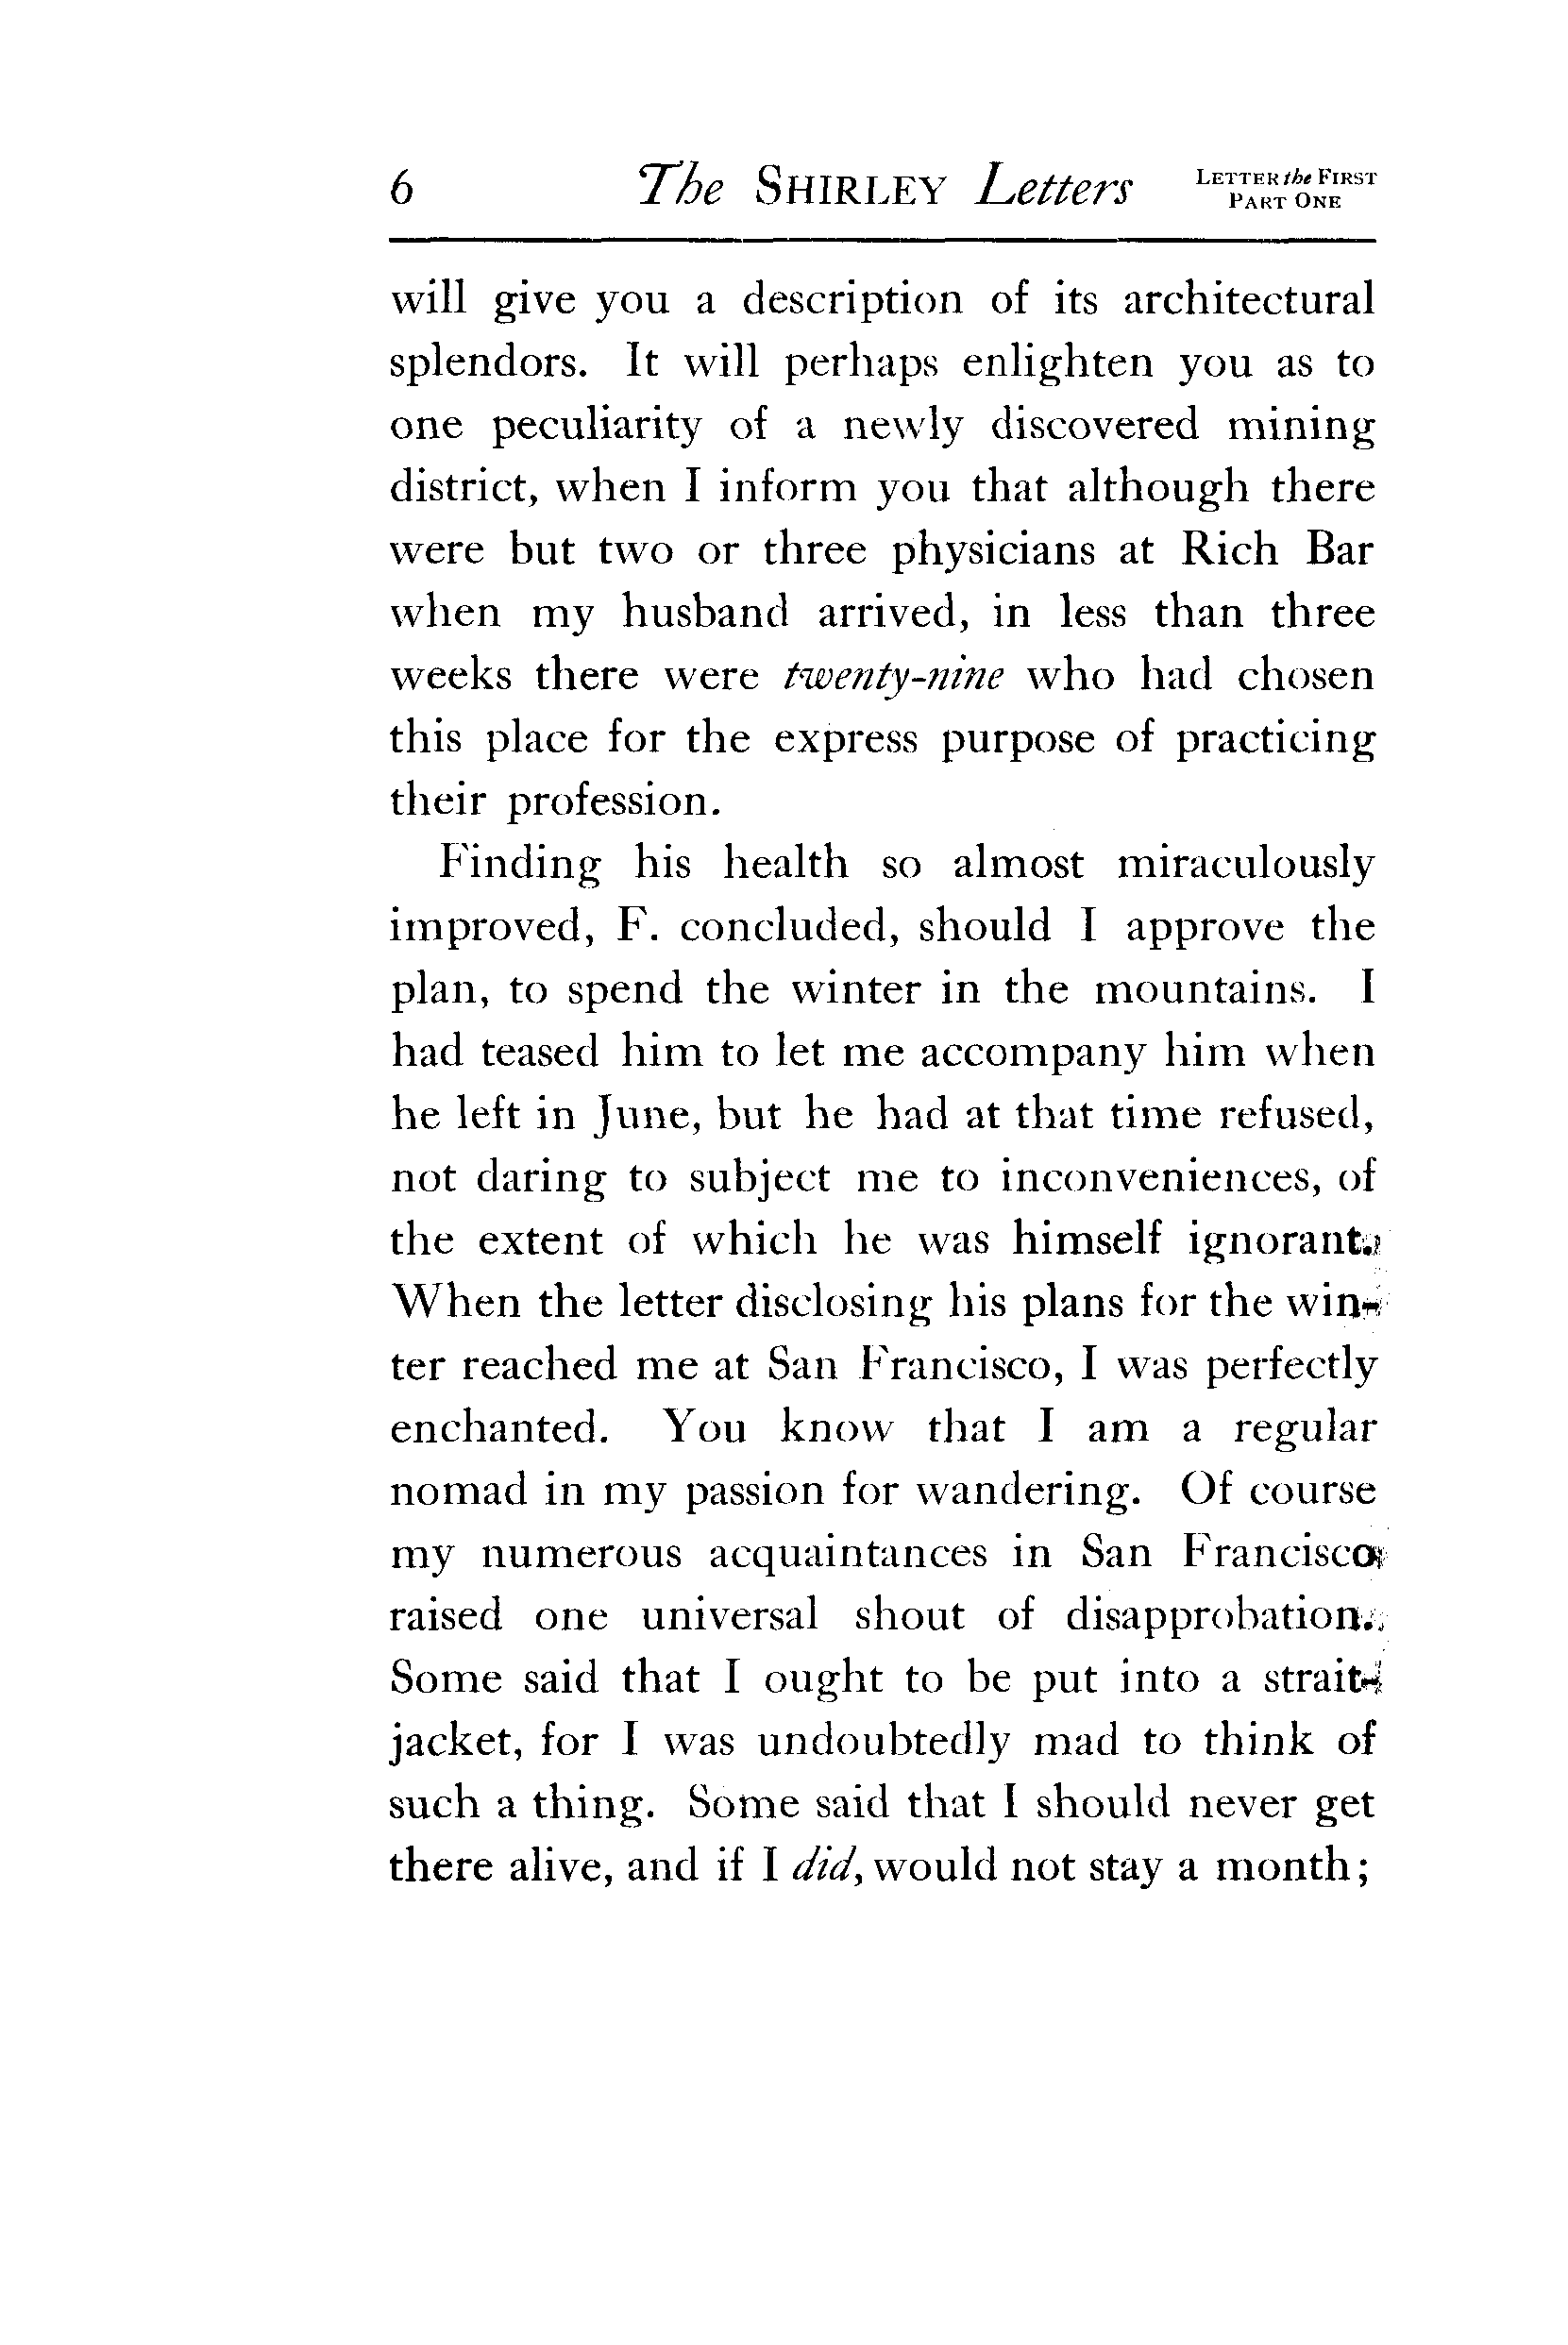 6 The SHIRLEY Letters LETTER the FIRST
PART ONE
will give you a description of its architectural
splendors. It will perhaps enlighten you as to
one peculiarity of a newly discovered mining
district, when I inform you that although there
were but two or three physicians at Rich Bar
when my husband arrived, in less than three
weeks there were twenty-nine who had chosen
this place for the express purpose of practicing
their profession.
Finding his health so almost miraculously
improved, F. concluded, should I approve the
plan, to spend the winter in the mountains. I
had teased him to let me accompany him when
he left in June, but he had at that time refused,
not daring to subject me to inconveniences, of
the extent of which he was himself ignorant.
When the letter disclosing his plans for the win-
ter reached me at San Francisco, I was perfectly
enchanted. You know that I am a regular
nomad in my passion for wandering. Of course
my numerous acquaintances in San Francisco
raised one universal shout of disapprobation.
Some said that I ought to be put into a strait-
jacket, for I was undoubtedly mad to think of
such a thing. Some said that I should never get
there alive, and if I did, would not stay a month;